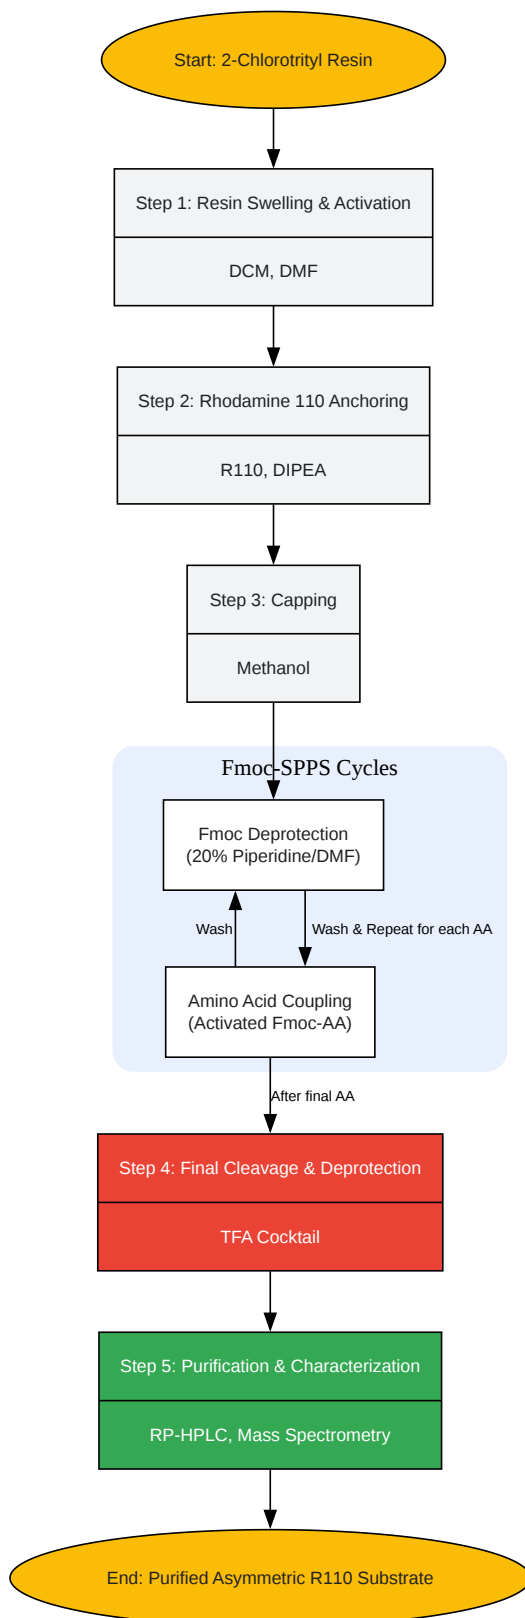 Start: 2-Chlorotrityl Resin
Step 1: Resin Swelling & Activation
DCM, DMF
Step 2: Rhodamine 110 Anchoring
R110, DIPEA
Step 3: Capping
Methanol
Fmoc-SPPS Cycles
Fmoc Deprotection
(20% Piperidine/DMF)
Wash
Wash & Repeat for each AA
Amino Acid Coupling
(Activated Fmoc-AA)
After final AA
Step 4: Final Cleavage & Deprotection
TFA Cocktail
Step 5: Purification & Characterization
RP-HPLC, Mass Spectrometry
End: Purified Asymmetric R110 Substrate